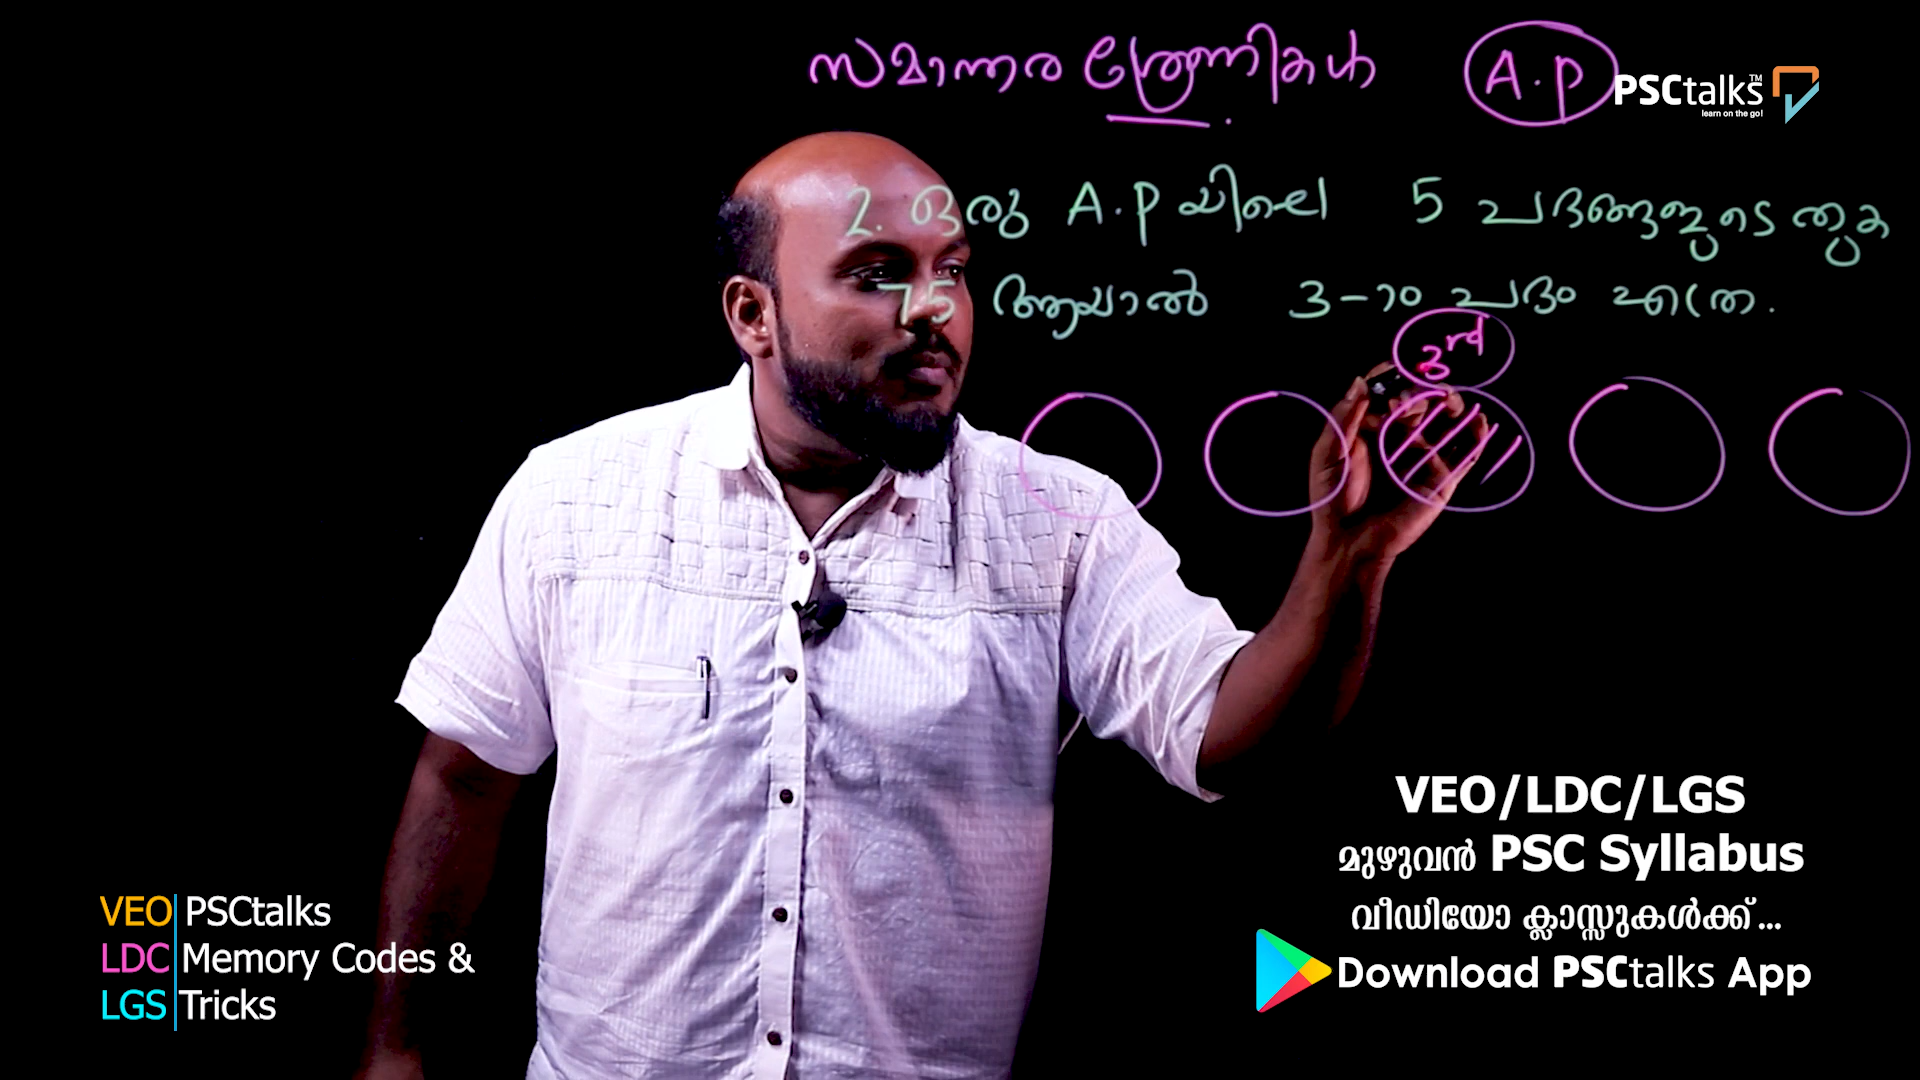 സമാന്തര ശ്രേണികൾ A.P
PSCtalks™
learn on the go!
2. ഒരു A.P യിലെ 5 പദങ്ങളുടെ തുക
75 ആയാൽ 3-ാം പദം എത്ര.
3rd
VEO/LDC/LGS
മുഴുവൻ PSC Syllabus
വീഡിയോ ക്ലാസ്സുകൾക്ക്...
Download PSCtalks App
VEO PSCtalks
LDC Memory Codes &
LGS Tricks